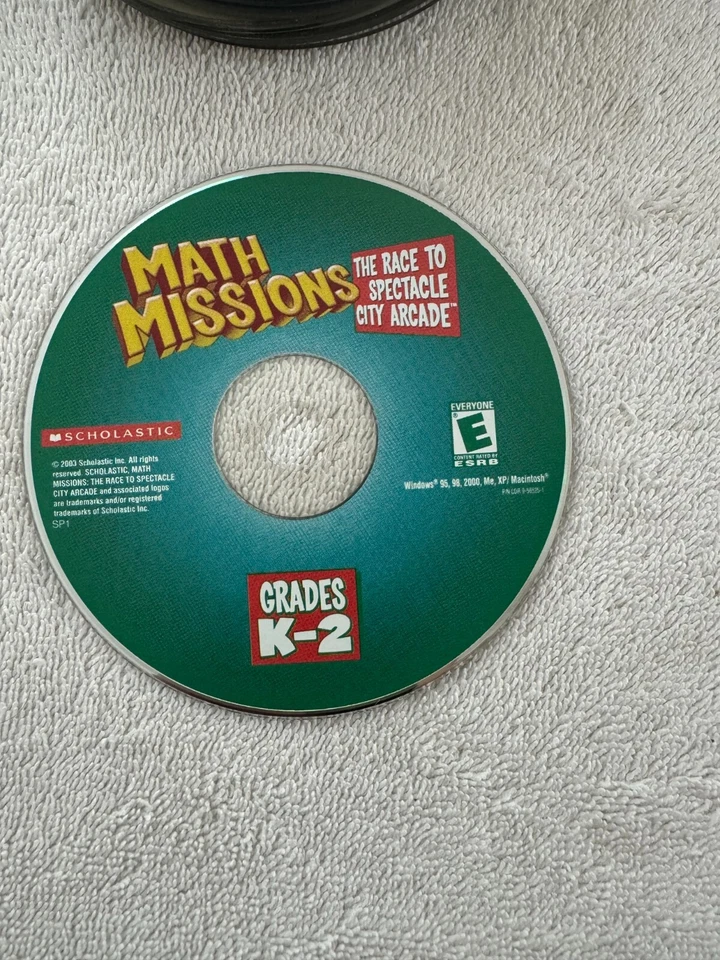 MATH
MISSIONS
THE RACE TO
SPECTACLE
CITY ARCADE™
SCHOLASTIC
© 2003 Scholastic Inc. All rights
reserved. SCHOLASTIC, MATH
MISSIONS: THE RACE TO SPECTACLE
CITY ARCADE and associated logos
are trademarks and/or registered
trademarks of Scholastic Inc.
SP1
EVERYONE
E
CONTENT RATED BY
ESRB
Windows® 95, 98, 2000, Me, XP/ Macintosh®
GRADES
K-2